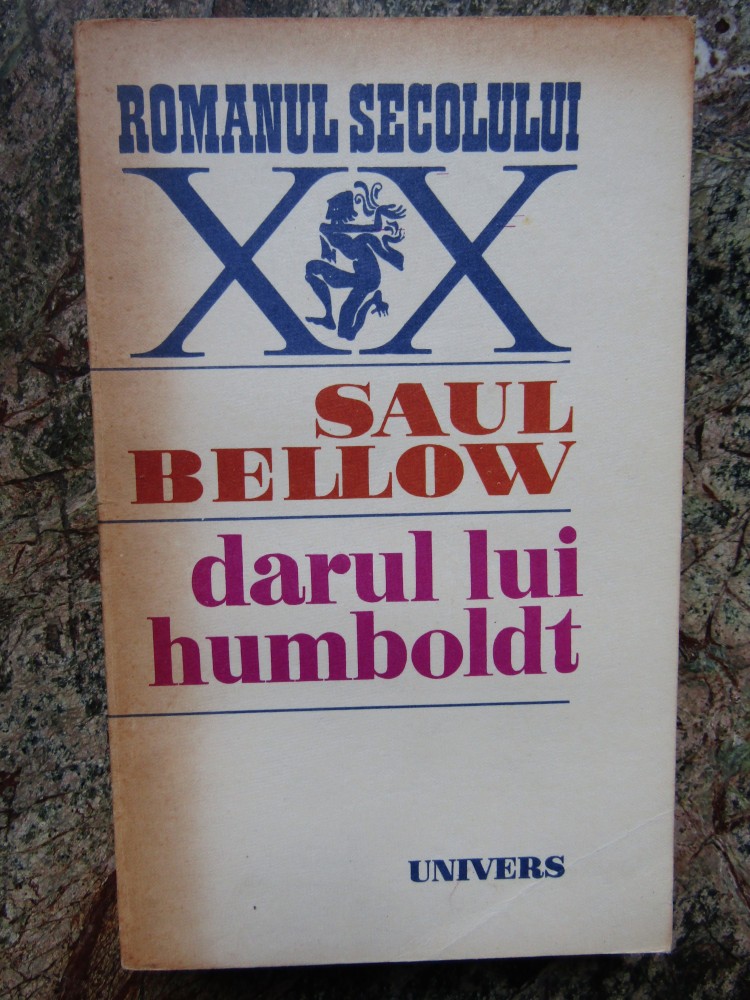 ROMANUL SECOLULUI
XX
SAUL
BELLOW
darul lui
humboldt
UNIVERS